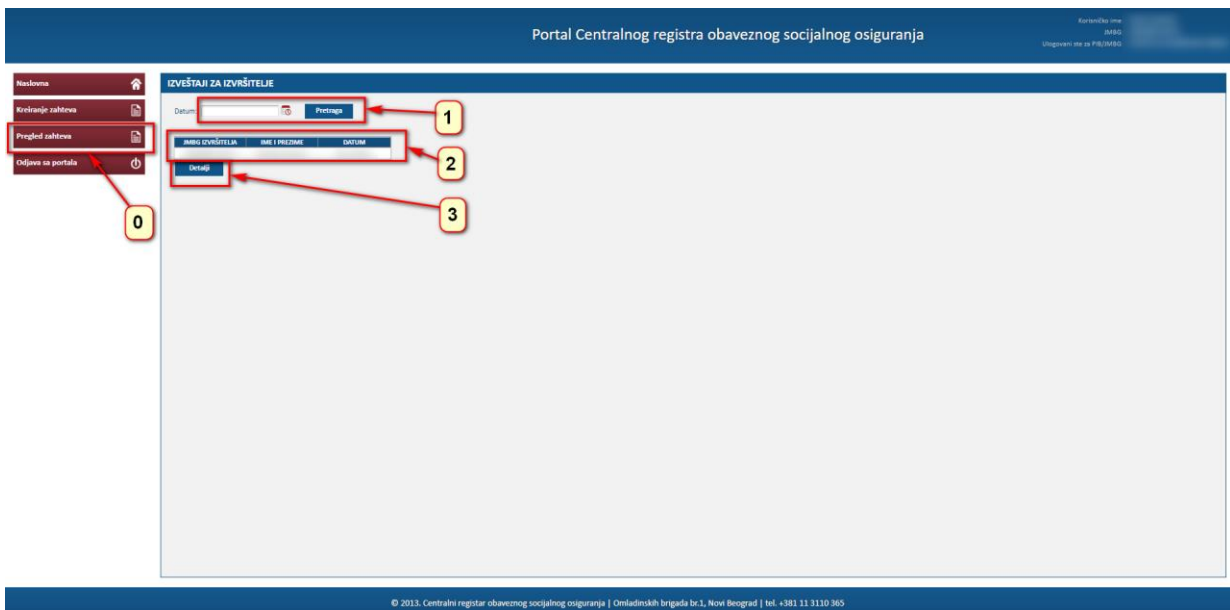 Portal Centralnog registra obaveznog socijalnog osiguranja
Korisničko ime
JMBG
Ulogovani ste za PIB/JMBG
Naslovna
Kreiranje zahteva
Pregled zahteva
Odjava sa portala
0
IZVEŠTAJI ZA IZVRŠITELJE
Datum: Pretraga
1
JMBG IZVRŠITELJA IME I PREZIME DATUM
2
Detalji
3
© 2013. Centralni registar obaveznog socijalnog osiguranja | Omladinskih brigada br.1, Novi Beograd | tel. +381 11 3110 365